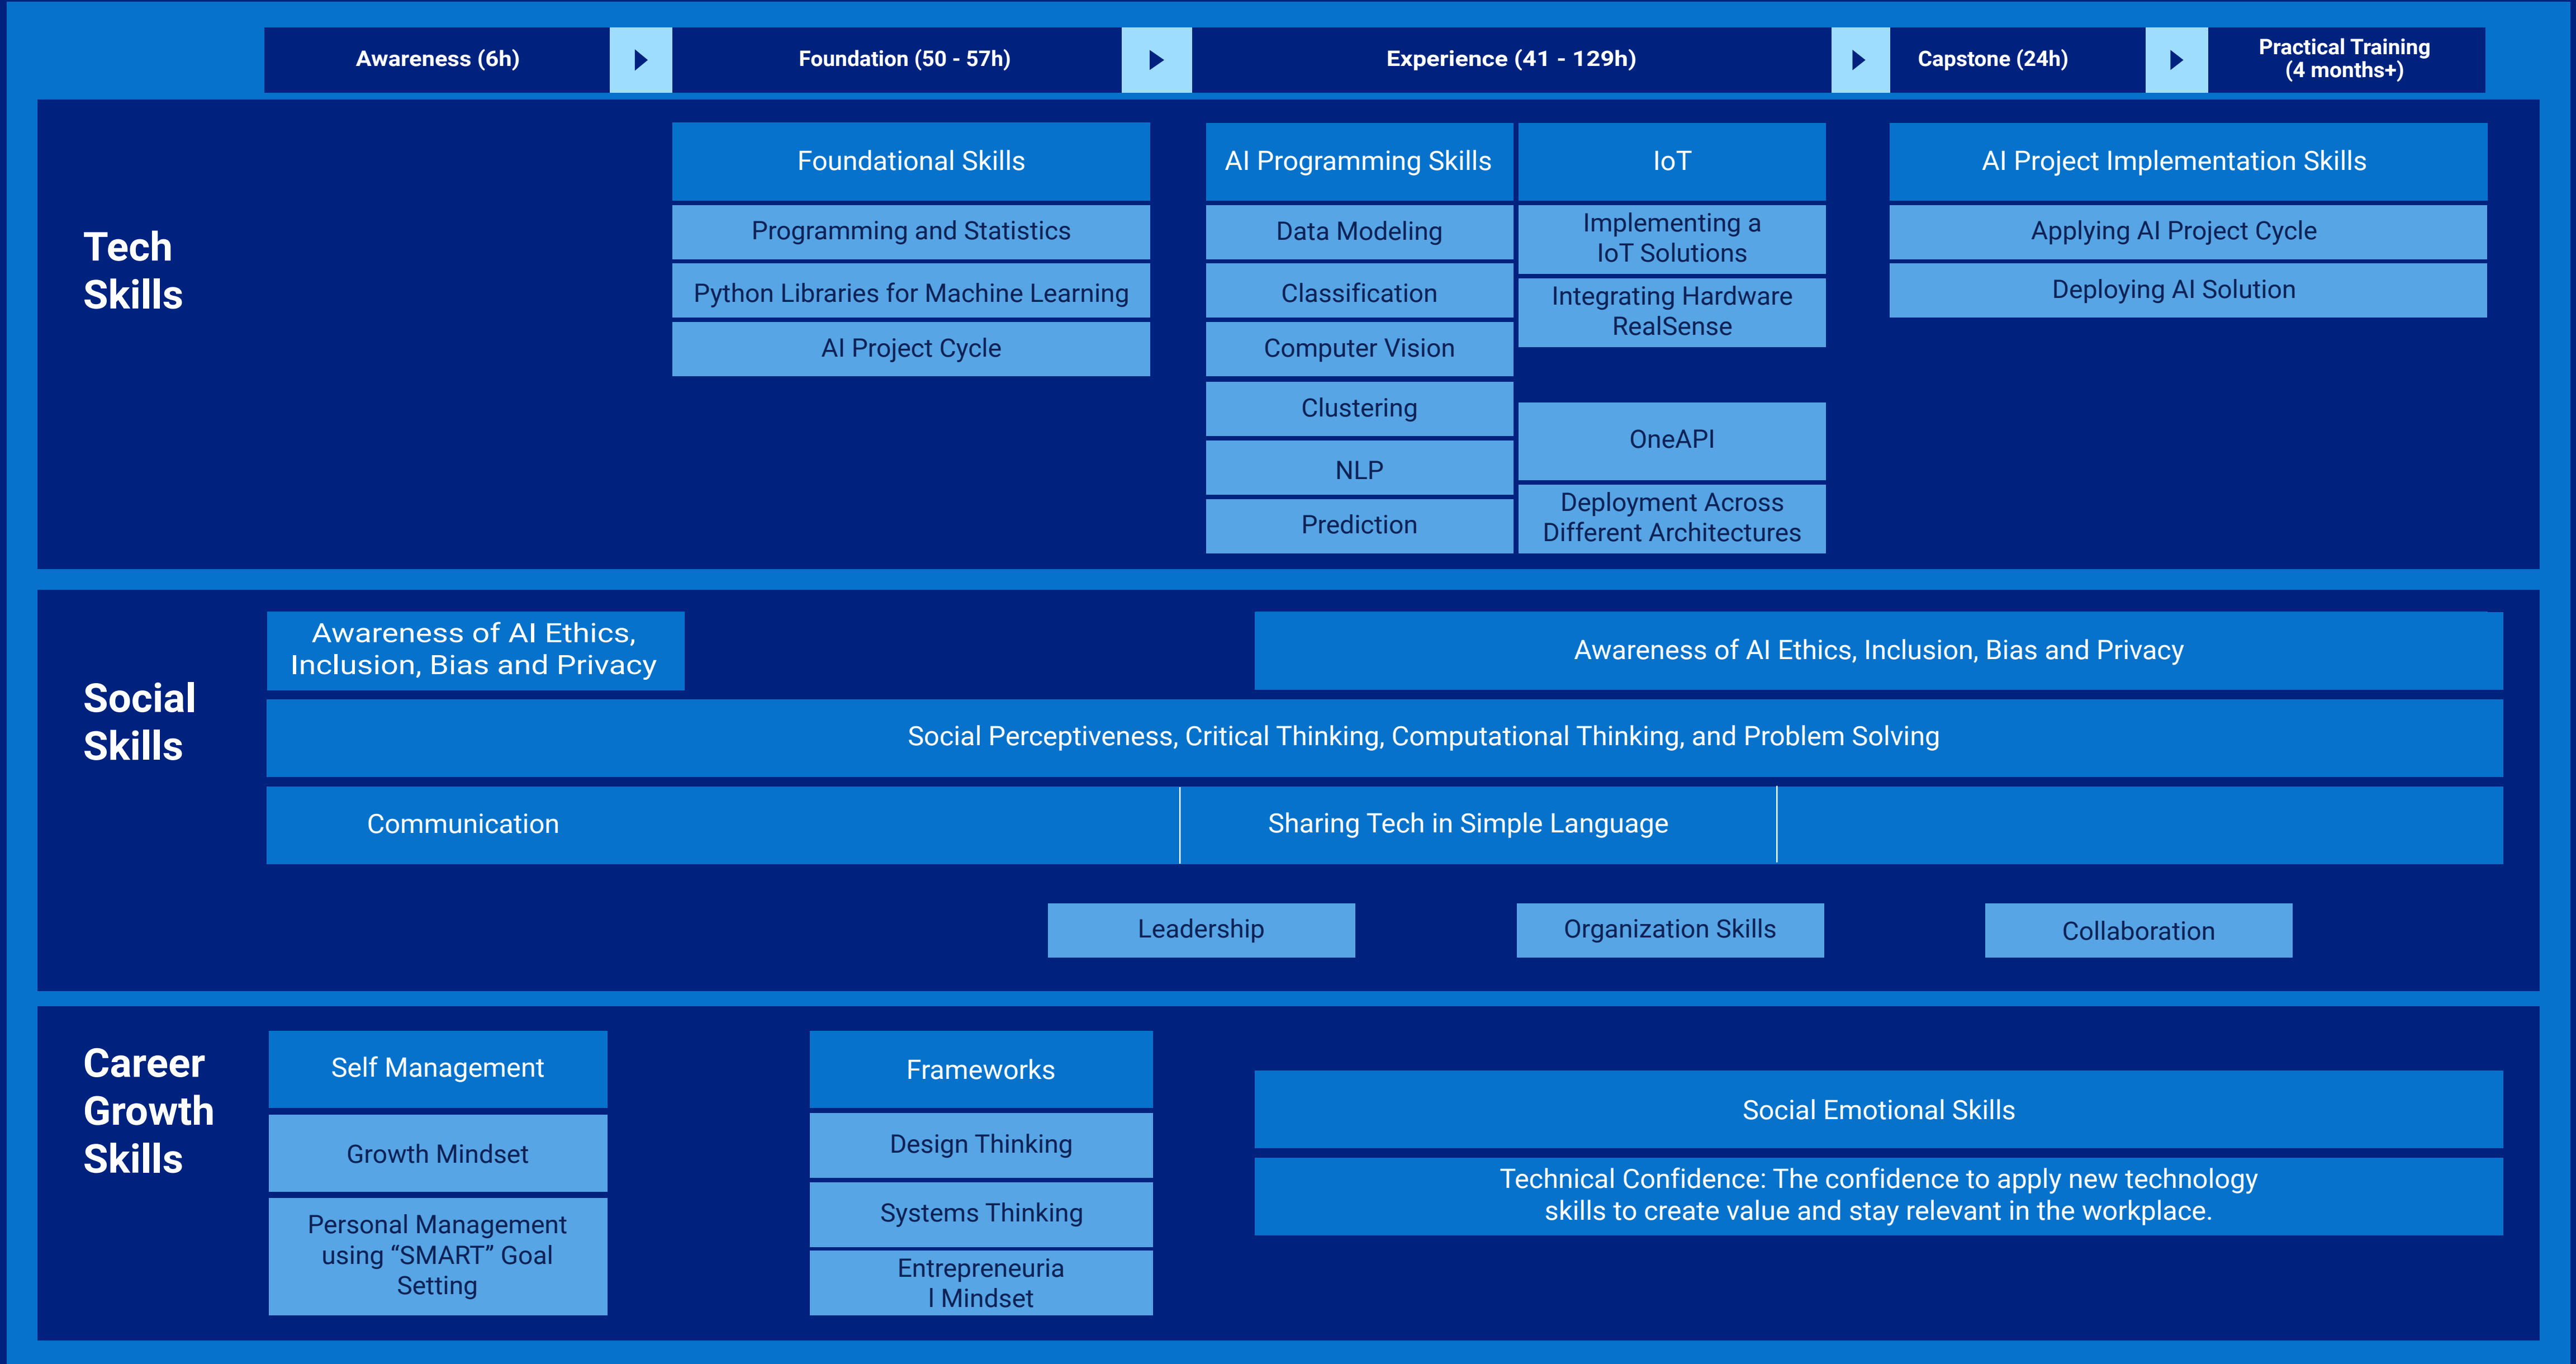 Awareness (6h)
Foundation (50 - 57h)
Experience (41 - 129h)
Capstone (24h)
Practical Training
(4 months+)
Tech
Skills
Foundational Skills
Programming and Statistics
Python Libraries for Machine Learning
AI Project Cycle
AI Programming Skills
Data Modeling
Classification
Computer Vision
Clustering
NLP
Prediction
IoT
Implementing a
IoT Solutions
Integrating Hardware
RealSense
OneAPI
Deployment Across
Different Architectures
AI Project Implementation Skills
Applying AI Project Cycle
Deploying AI Solution
Social
Skills
Awareness of AI Ethics,
Inclusion, Bias and Privacy
Awareness of AI Ethics, Inclusion, Bias and Privacy
Social Perceptiveness, Critical Thinking, Computational Thinking, and Problem Solving
Communication
Sharing Tech in Simple Language
Leadership
Organization Skills
Collaboration
Career
Growth
Skills
Self Management
Growth Mindset
Personal Management
using “SMART” Goal
Setting
Frameworks
Design Thinking
Systems Thinking
Entrepreneuria
l Mindset
Social Emotional Skills
Technical Confidence: The confidence to apply new technology
skills to create value and stay relevant in the workplace.